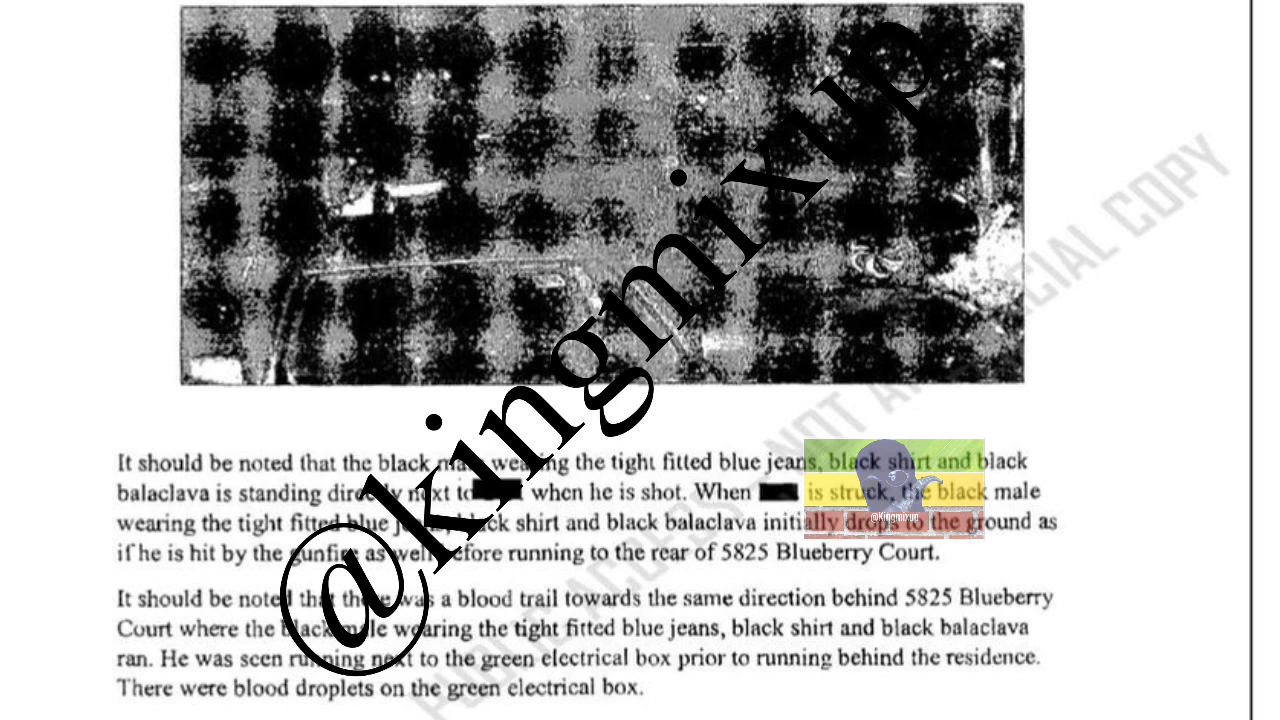 @kingmixup
It should be noted that the black male wearing the tight fitted blue jeans, black shirt and black
balaclava is standing directly next to when he is shot. When is struck, the black male
wearing the tight fitted blue jeans, black shirt and black balaclava initially drops to the ground as
if he is hit by the gunfire as well before running to the rear of 5825 Blueberry Court.
@Kingmixup
It should be noted that there was a blood trail towards the same direction behind 5825 Blueberry
Court where the black male wearing the tight fitted blue jeans, black shirt and black balaclava
ran. He was seen running next to the green electrical box prior to running behind the residence.
There were blood droplets on the green electrical box.
PUBLIC ACCESS - NOT AN OFFICIAL COPY